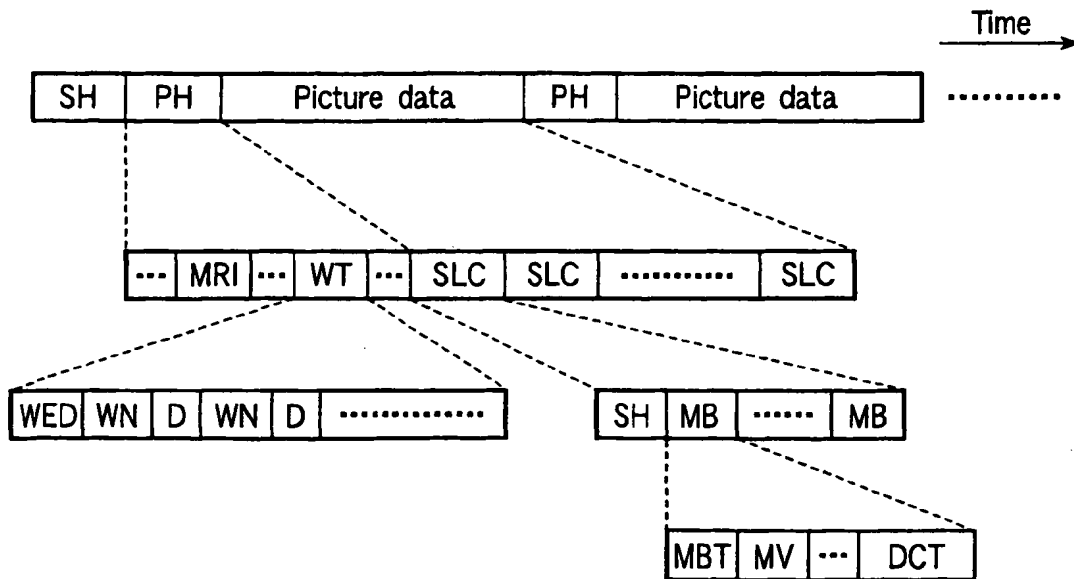 Time
SH PH Picture data PH Picture data ..........
... MRI ... WT ... SLC SLC ........... SLC
WED WN D WN D ..............
SH MB ...... MB
MBT MV ... DCT